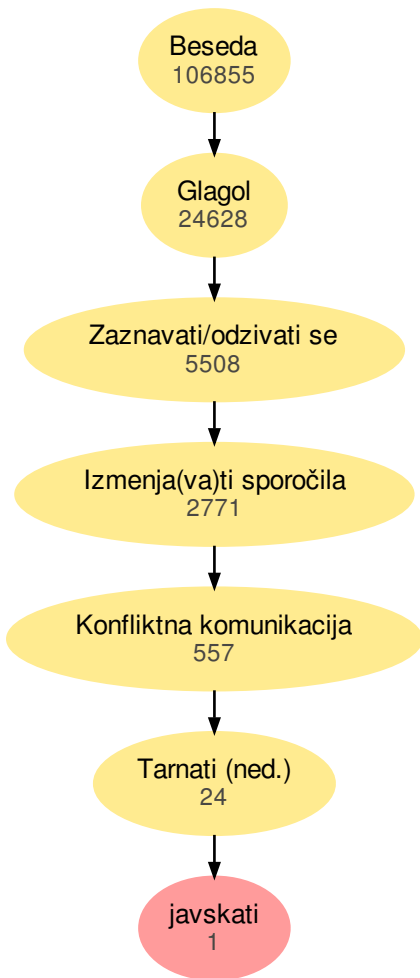 Beseda
106855
Glagol
24628
Zaznavati/odzivati se
5508
Izmenja(va)ti sporočila
2771
Konfliktna komunikacija
557
Tarnati (ned.)
24
javskati
1